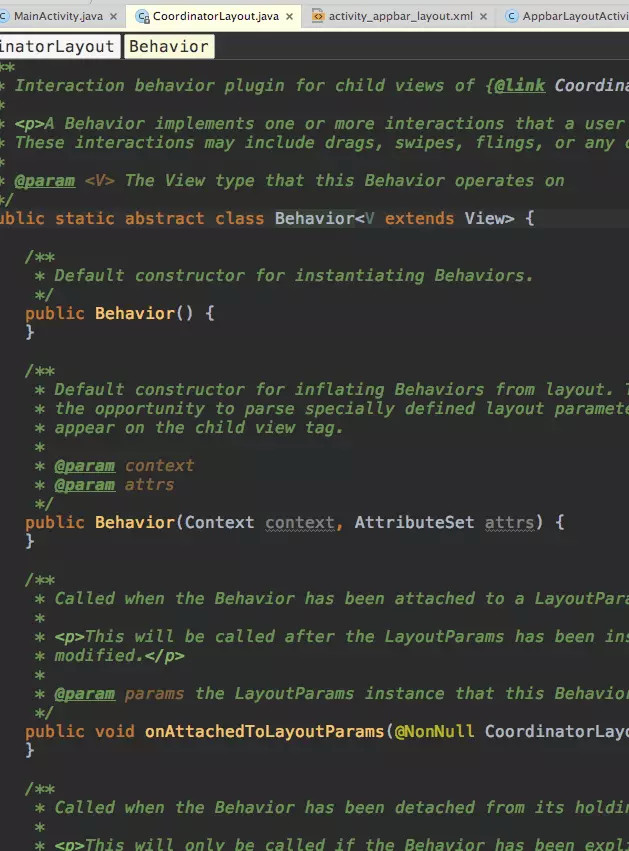 MainActivity.java × CoordinatorLayout.java × activity_appbar_layout.xml × AppbarLayoutActivi
inatorLayout Behavior
**
* Interaction behavior plugin for child views of {@link Coordina
*
* <p>A Behavior implements one or more interactions that a user
* These interactions may include drags, swipes, flings, or any o
*
* @param <V> The View type that this Behavior operates on
*/
ublic static abstract class Behavior<V extends View> {
/**
* Default constructor for instantiating Behaviors.
*/
public Behavior() {
}
/**
* Default constructor for inflating Behaviors from layout. T
* the opportunity to parse specially defined layout paramete
* appear on the child view tag.
*
* @param context
* @param attrs
*/
public Behavior(Context context, AttributeSet attrs) {
}
/**
* Called when the Behavior has been attached to a LayoutPara
*
* <p>This will be called after the LayoutParams has been ins
* modified.</p>
*
* @param params the LayoutParams instance that this Behavior
*/
public void onAttachedToLayoutParams(@NonNull CoordinatorLayo
}
/**
* Called when the Behavior has been detached from its holdin
*
* <p>This will only be called if the Behavior has been expli